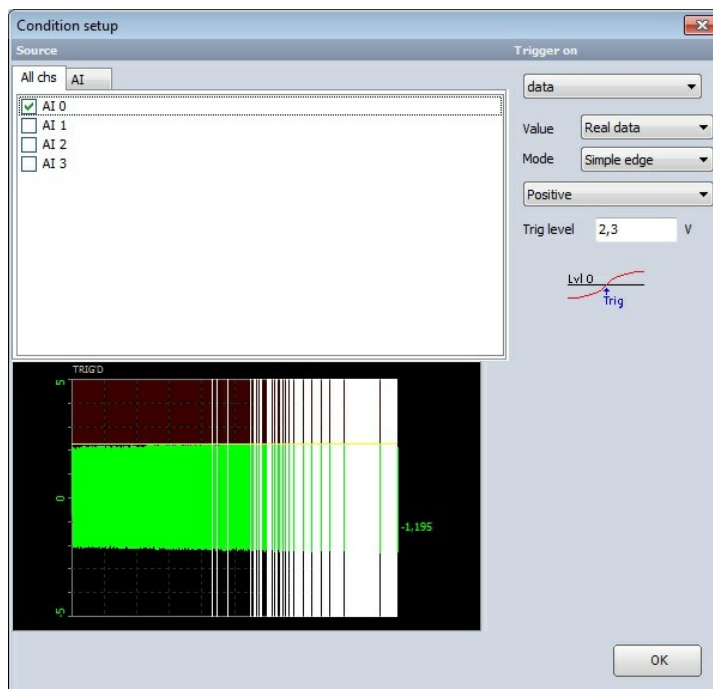 Condition setup
Source
Trigger on
All chs
AI
AI 0
AI 1
AI 2
AI 3
data
Value
Real data
Mode
Simple edge
Positive
Trig level
2,3
V
Lvl 0
Trig
TRIG'D
5
0
-5
-1,195
OK